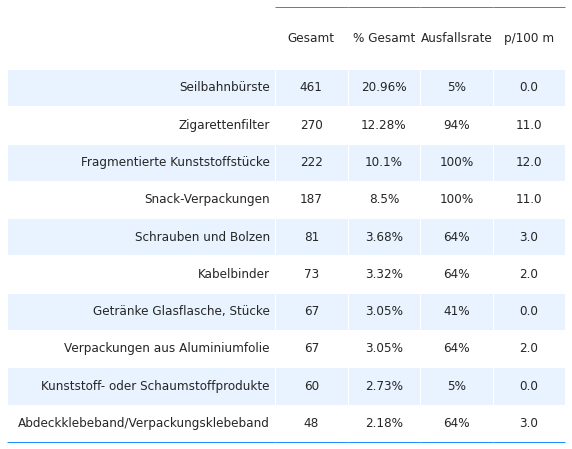 Gesamt % Gesamt Ausfallsrate p/100 m
Seilbahnbürste 461 20.96% 5% 0.0
Zigarettenfilter 270 12.28% 94% 11.0
Fragmentierte Kunststoffstücke 222 10.1% 100% 12.0
Snack-Verpackungen 187 8.5% 100% 11.0
Schrauben und Bolzen 81 3.68% 64% 3.0
Kabelbinder 73 3.32% 64% 2.0
Getränke Glasflasche, Stücke 67 3.05% 41% 0.0
Verpackungen aus Aluminiumfolie 67 3.05% 64% 2.0
Kunststoff- oder Schaumstoffprodukte 60 2.73% 5% 0.0
Abdeckklebeband/Verpackungsklebeband 48 2.18% 64% 3.0